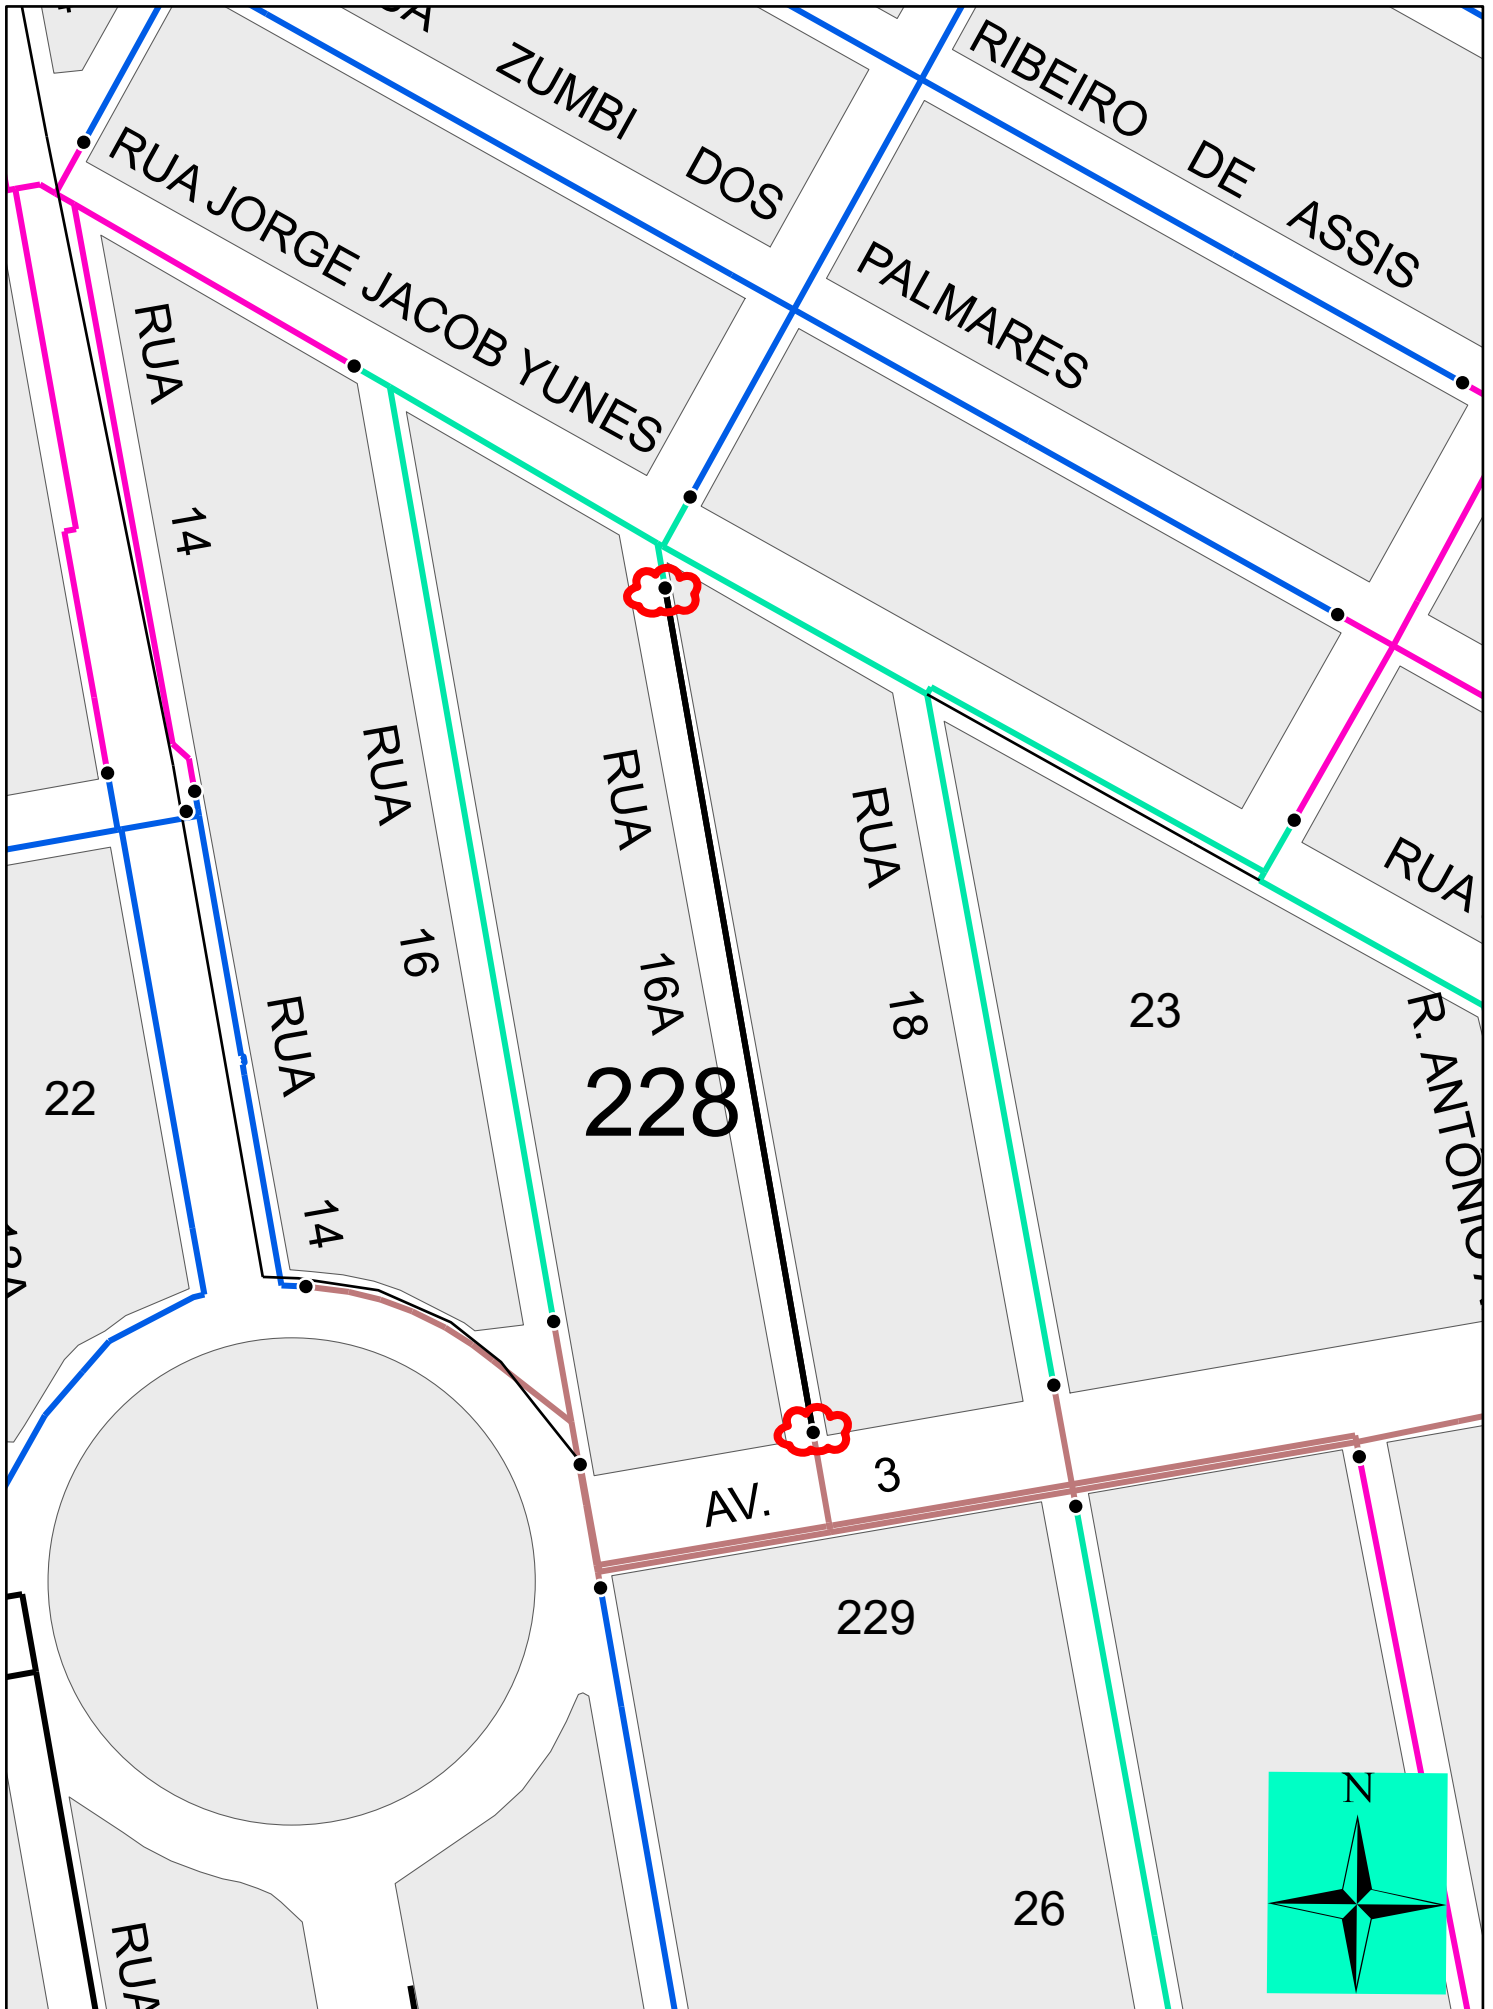 ZUMBI DOS PALMARES
RIBEIRO DE ASSIS
RUA JORGE JACOB YUNES
RUA 14
RUA 16
RUA 16A
RUA 18
RUA
23
R. ANTÔNIO
22
RUA 14
228
AV. 3
229
26
RUA
N